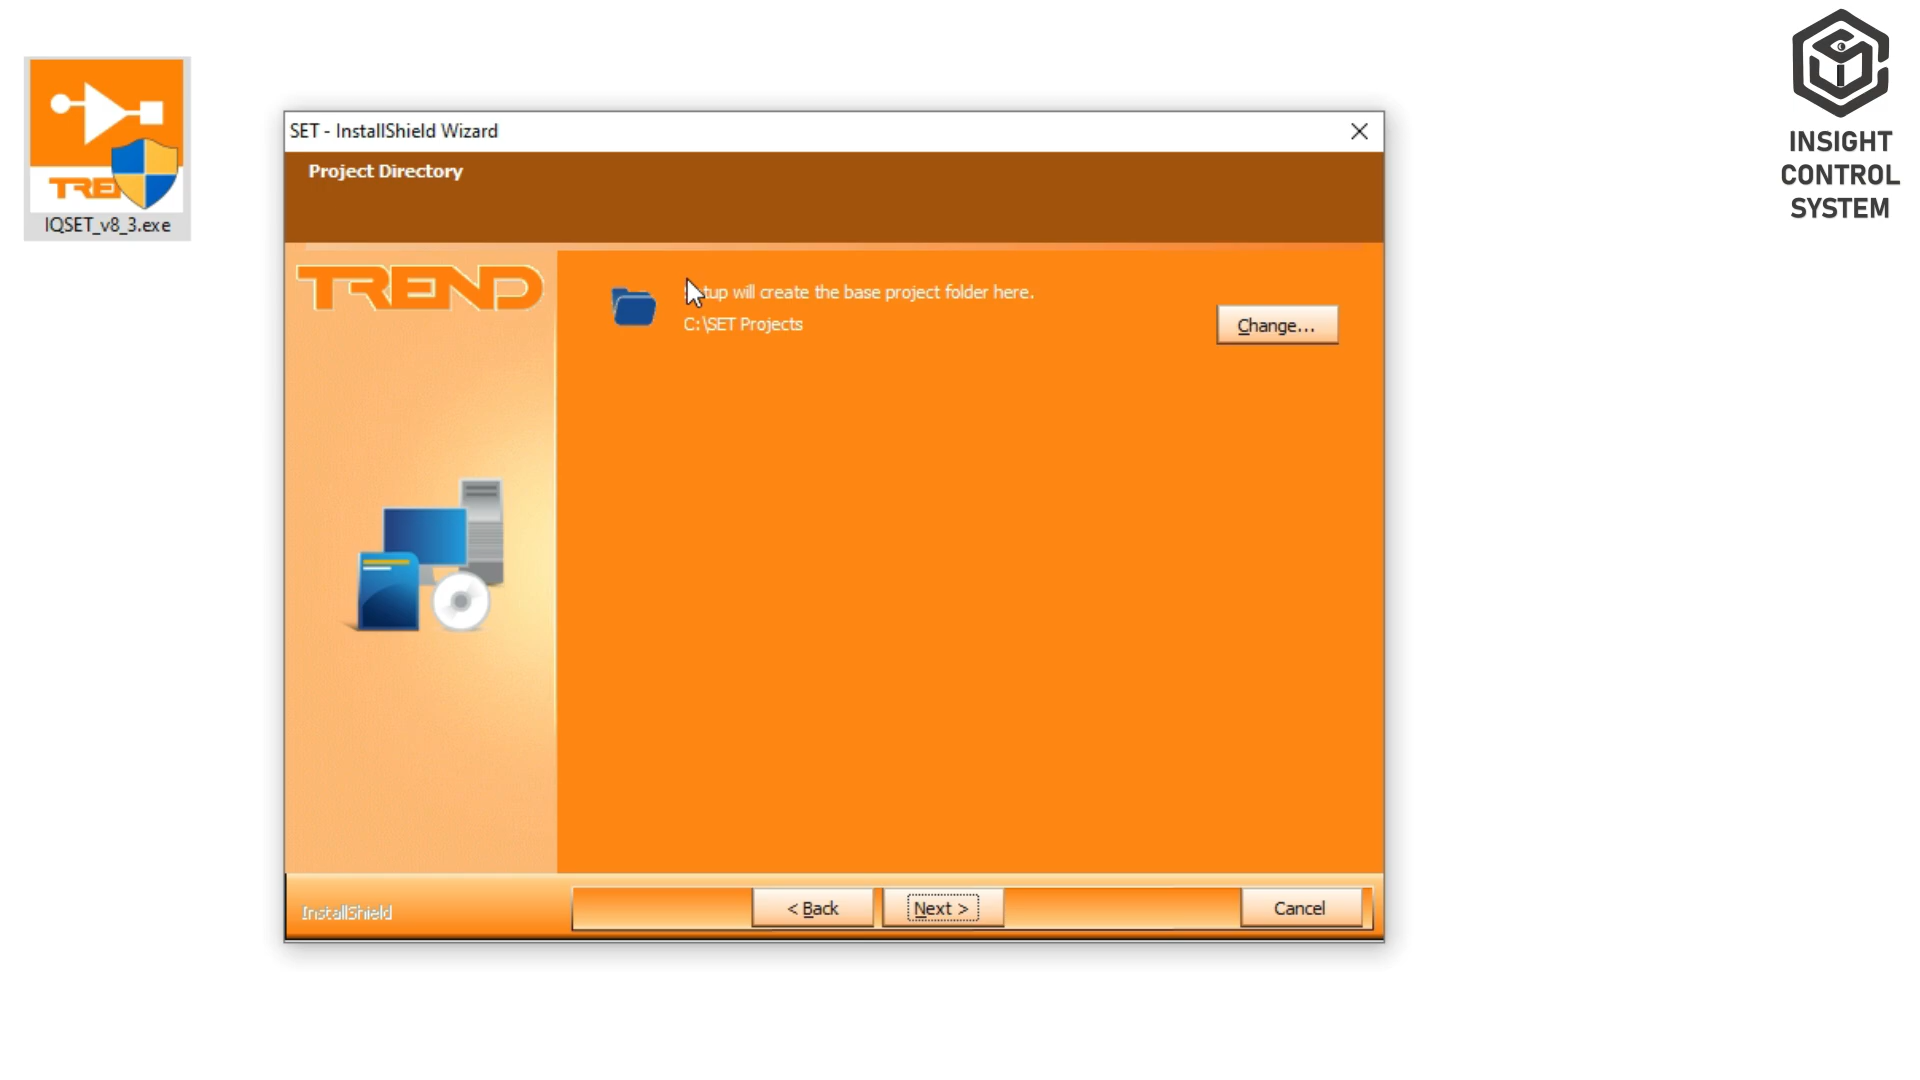 INSIGHT
CONTROL
SYSTEM
IQSET_v8_3.exe
SET - InstallShield Wizard
Project Directory
TREND
will create the base project folder here.
C:\SET Projects
Change...
InstallShield
< Back
Next >
Cancel